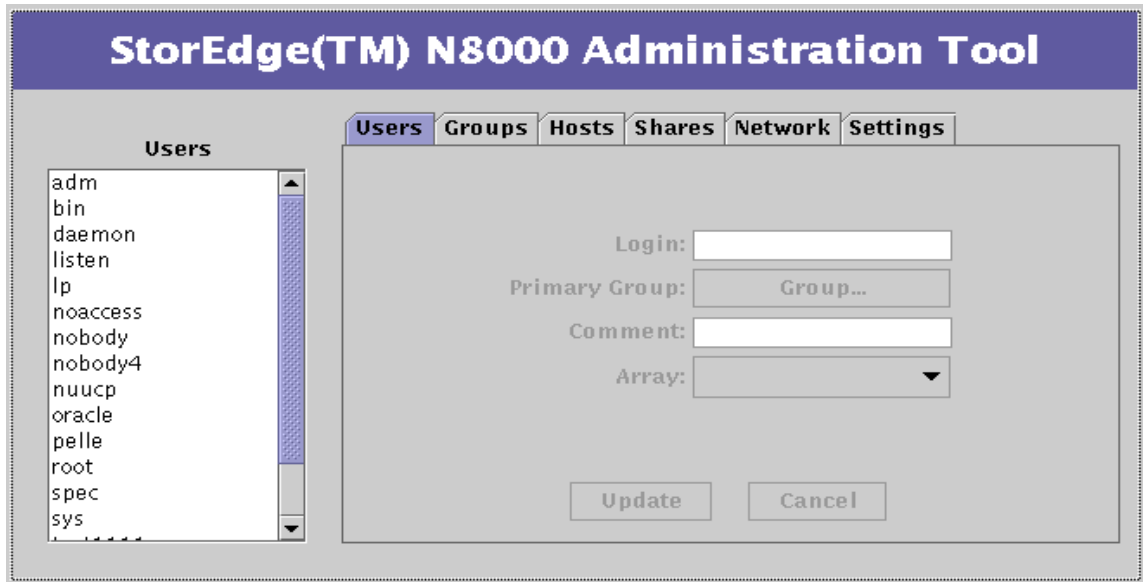 StorEdge(TM) N8000 Administration Tool
Users Groups Hosts Shares Network Settings
Users
adm
bin
daemon
listen
lp
noaccess
nobody
nobody4
nuucp
oracle
pelle
root
spec
sys
Login:
Primary Group: Group...
Comment:
Array:
Update Cancel